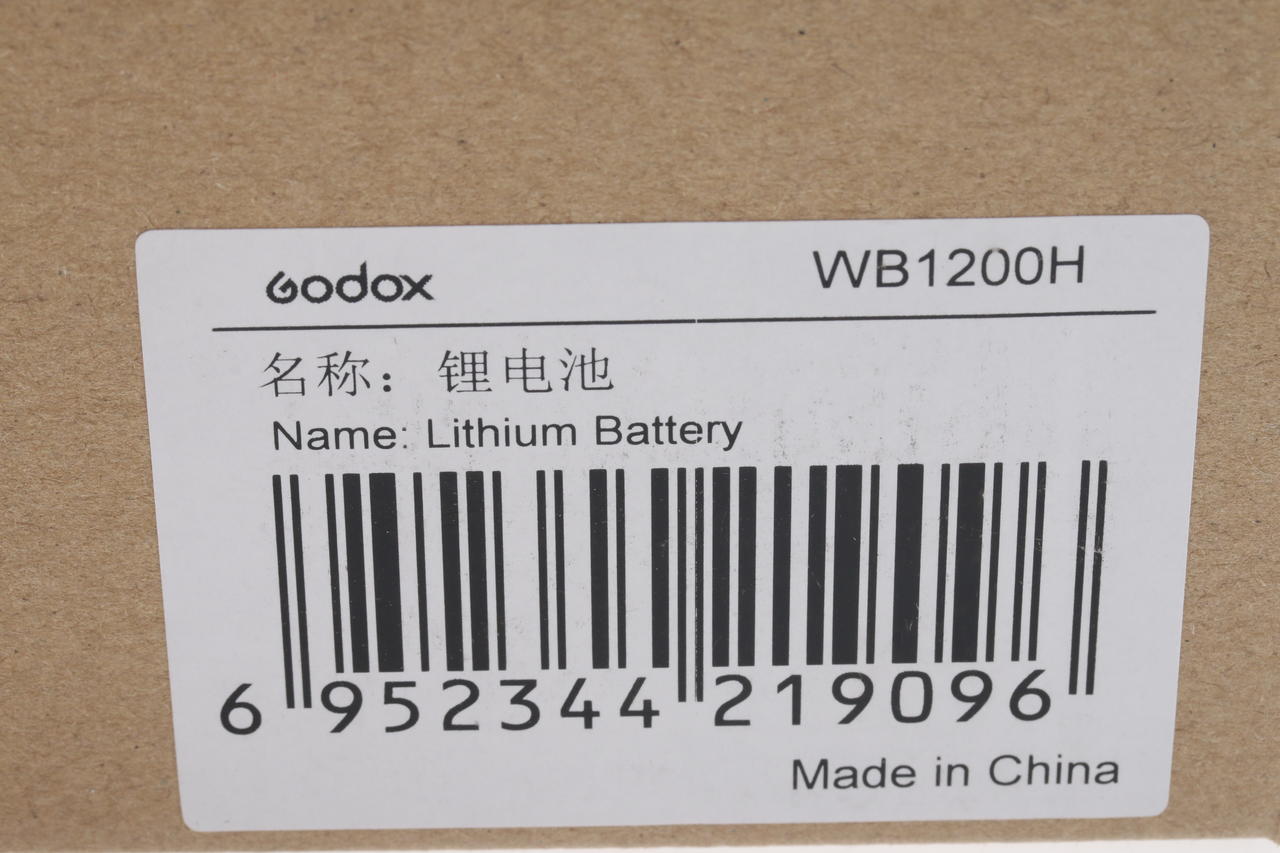 Godox WB1200H
名称： 锂电池
Name: Lithium Battery
6 952344 219096
Made in China